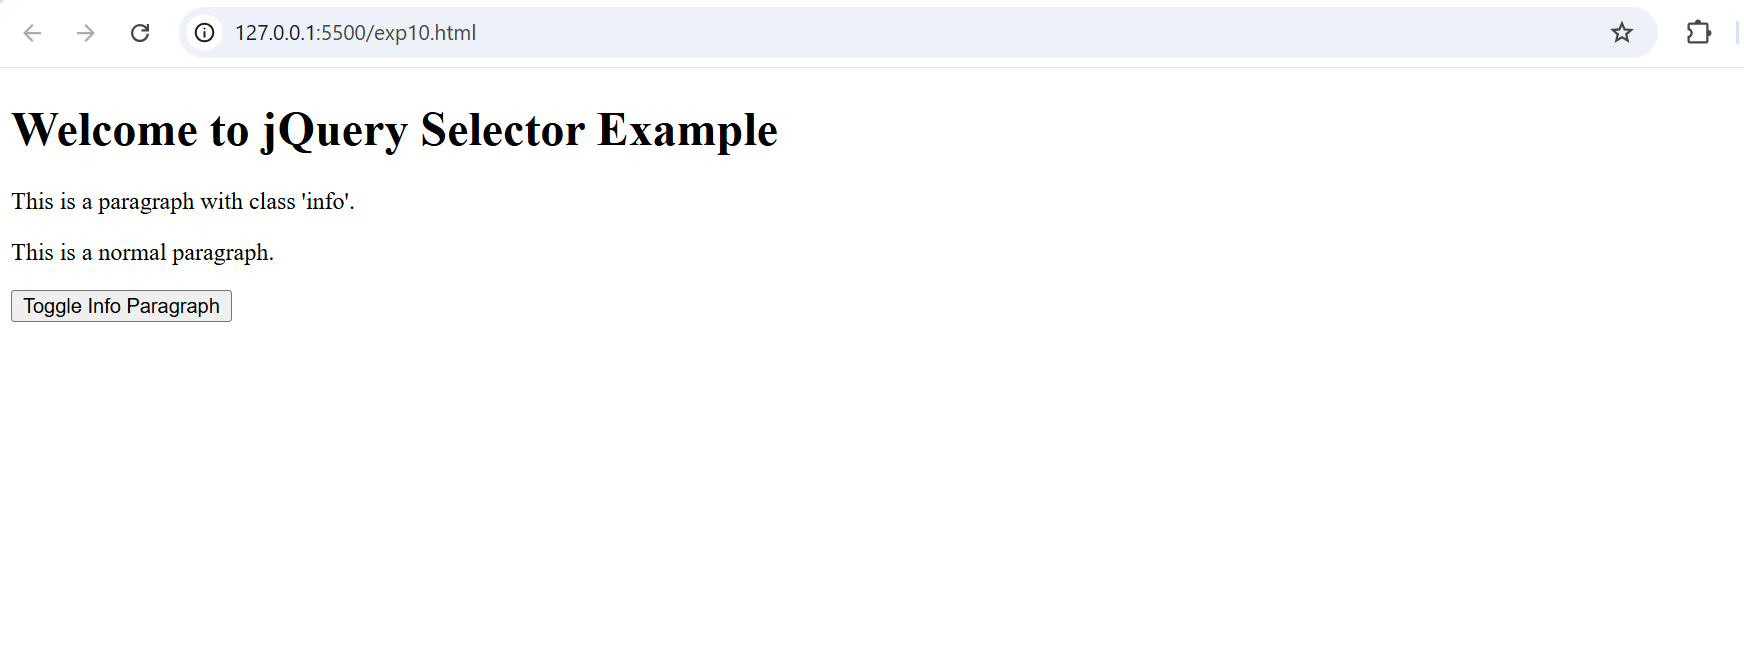 127.0.0.1:5500/exp10.html
Welcome to jQuery Selector Example
This is a paragraph with class 'info'.
This is a normal paragraph.
Toggle Info Paragraph